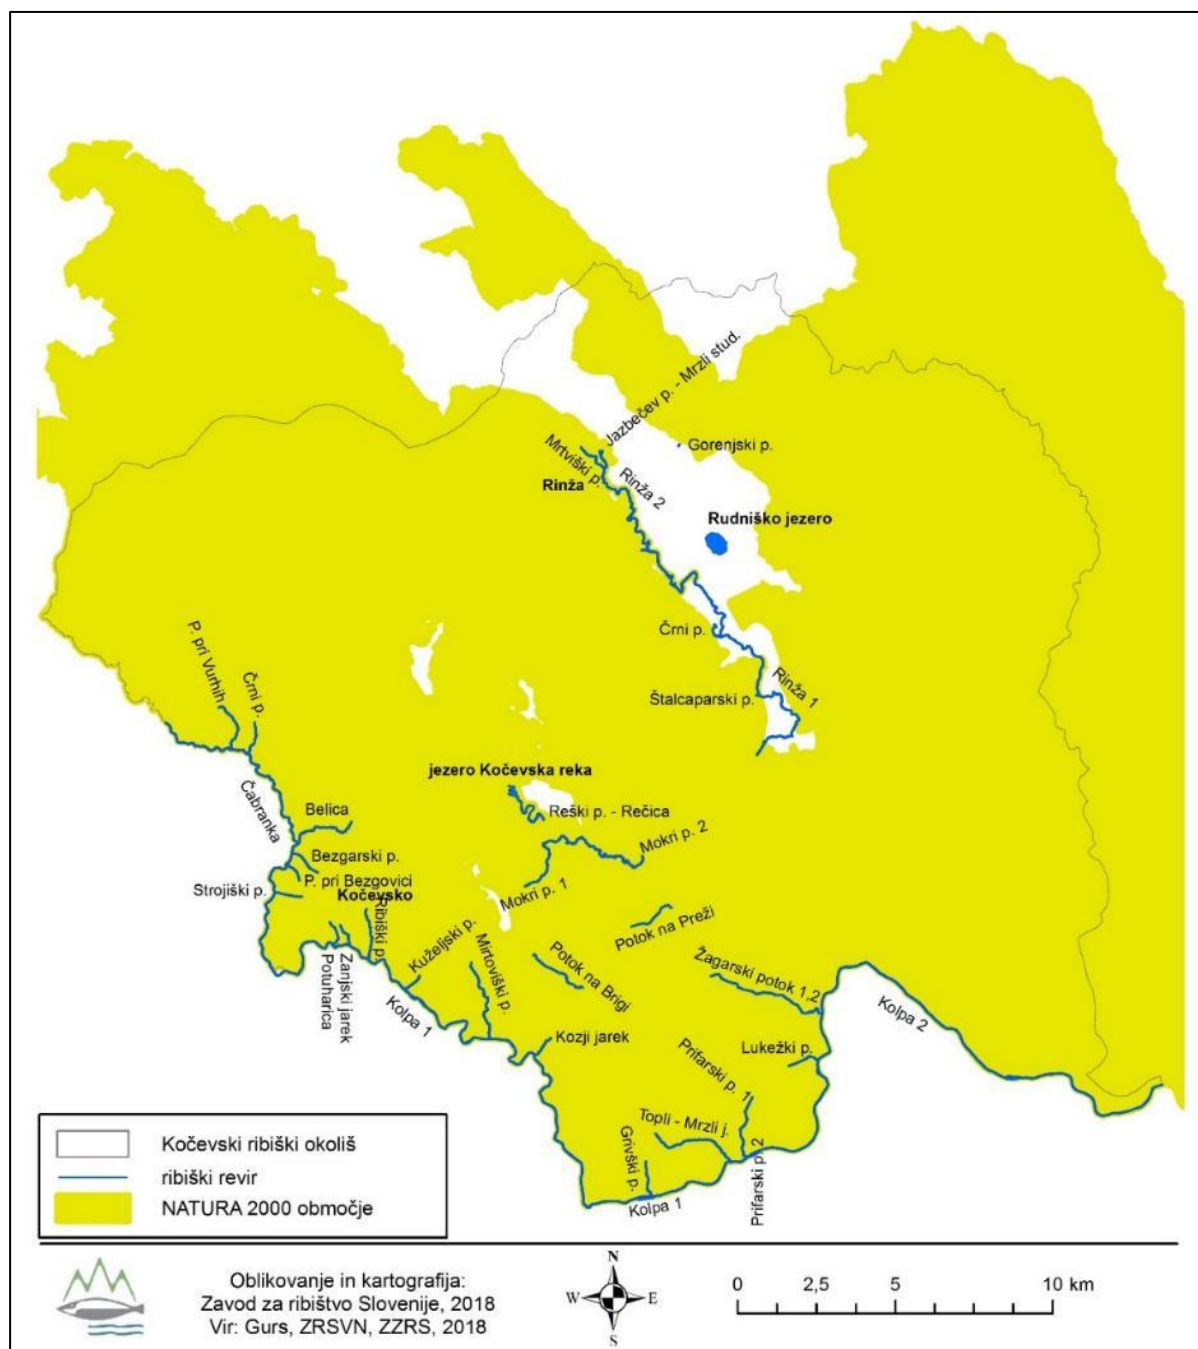 Jazbečev p. - Mrzli stud.
Gorenjski p.
Mrtviški p.
Rinža
Rinža 2
Rudniško jezero
Črni p.
Rinža 1
Štalcaparski p.
P. pri Vurhih
Črni p.
jezero Kočevska reka
Čabranka
Belica
Reški p. - Rečica
Mokri p. 2
Bezgarski p.
P. pri Bezgovici
Strojiški p.
Kočevsko
Mokri p. 1
Ribiški p.
Kuželjski p.
Potok na Preži
Mirtoviški p.
Potok na Brigi
Žagarski potok 1,2
Zanjski jarek
Potuharica
Kolpa 1
Kolpa 2
Kozji jarek
Lukežki p.
Prifarski p. 1
Topli - Mrzli j.
Grivški p.
Prifarski p. 2
Kolpa 1
Kočevski ribiški okoliš
ribiški revir
NATURA 2000 območje
Oblikovanje in kartografija:
Zavod za ribištvo Slovenije, 2018
Vir: Gurs, ZRSVN, ZZRS, 2018
N
W E
S
0 2,5 5 10 km